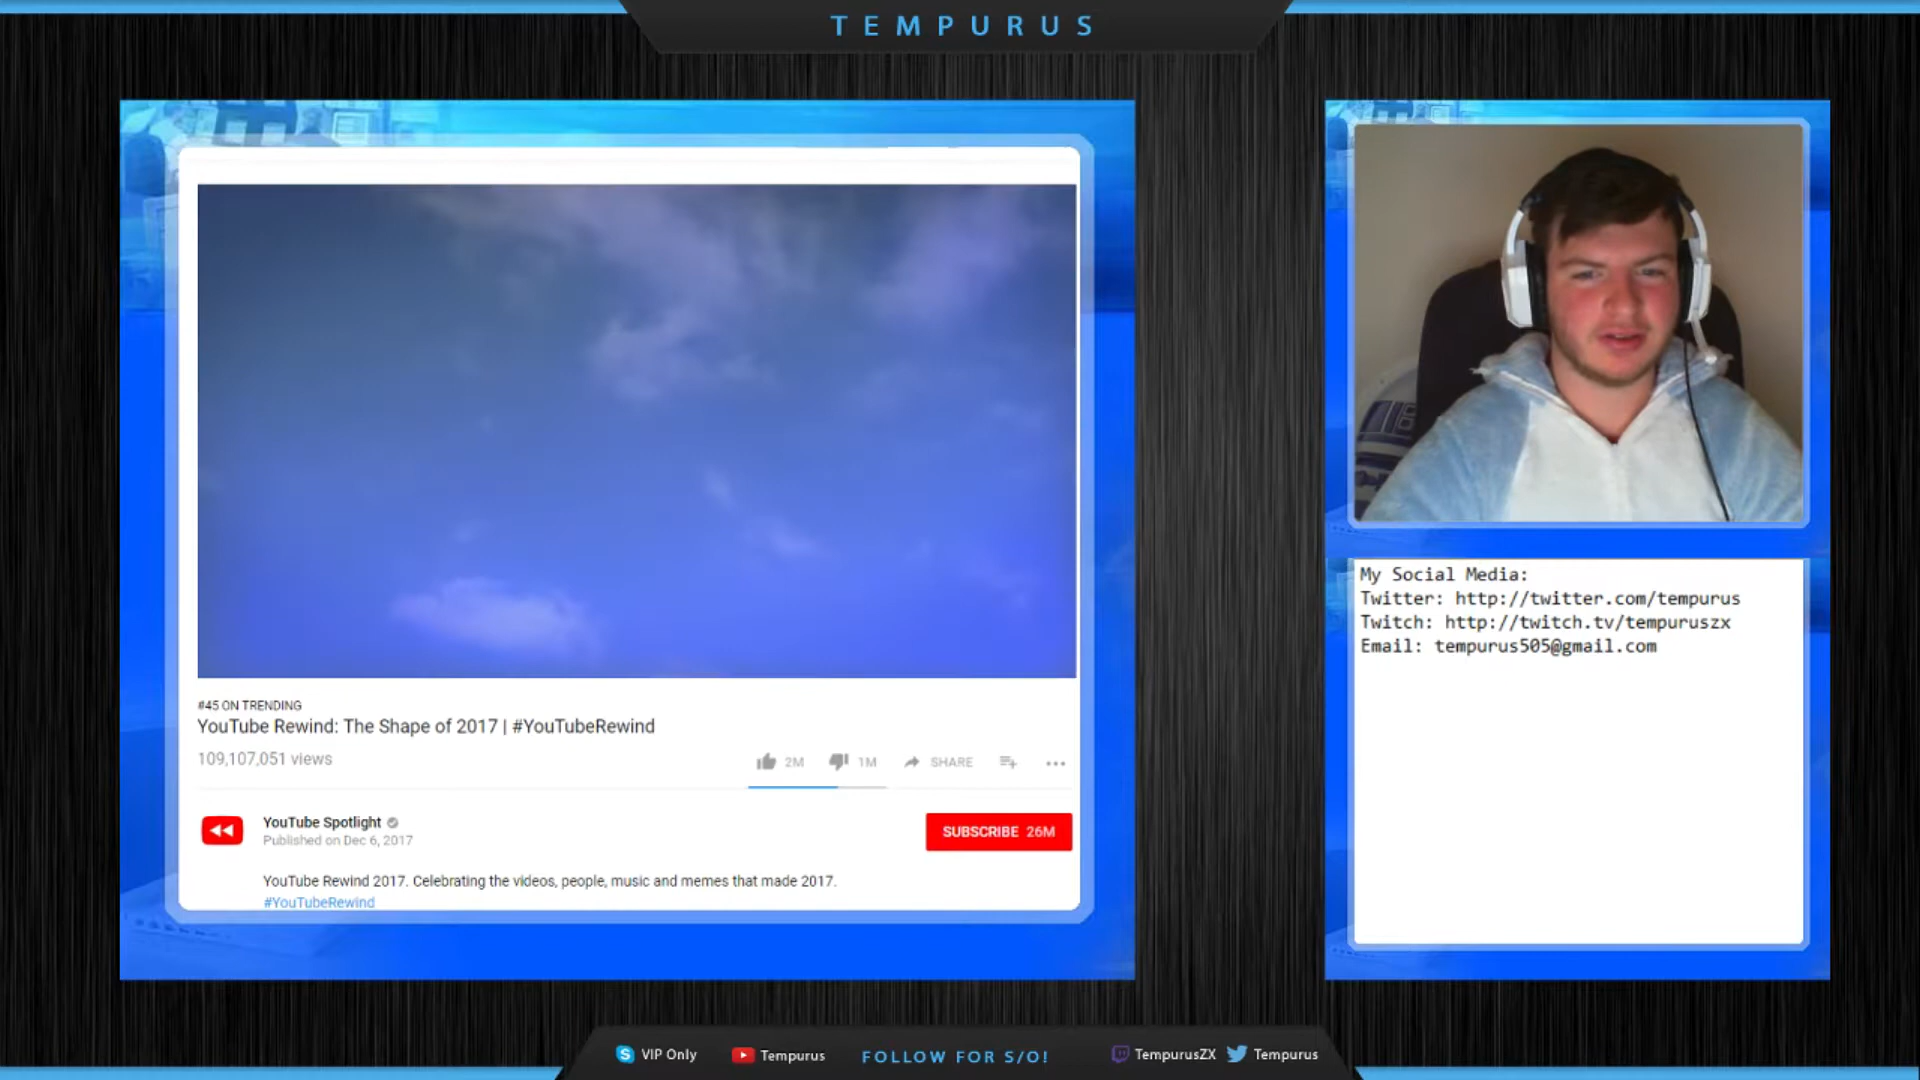 TEMPURUS
#45 ON TRENDING
YouTube Rewind: The Shape of 2017 | #YouTubeRewind
109,107,051 views
2M 1M SHARE
YouTube Spotlight
Published on Dec 6, 2017
SUBSCRIBE 26M
YouTube Rewind 2017. Celebrating the videos, people, music and memes that made 2017.
#YouTubeRewind
My Social Media:
Twitter: http://twitter.com/tempurus
Twitch: http://twitch.tv/tempuruszx
Email: tempurus505@gmail.com
VIP Only Tempurus FOLLOW FOR S/O! TempurusZX Tempurus